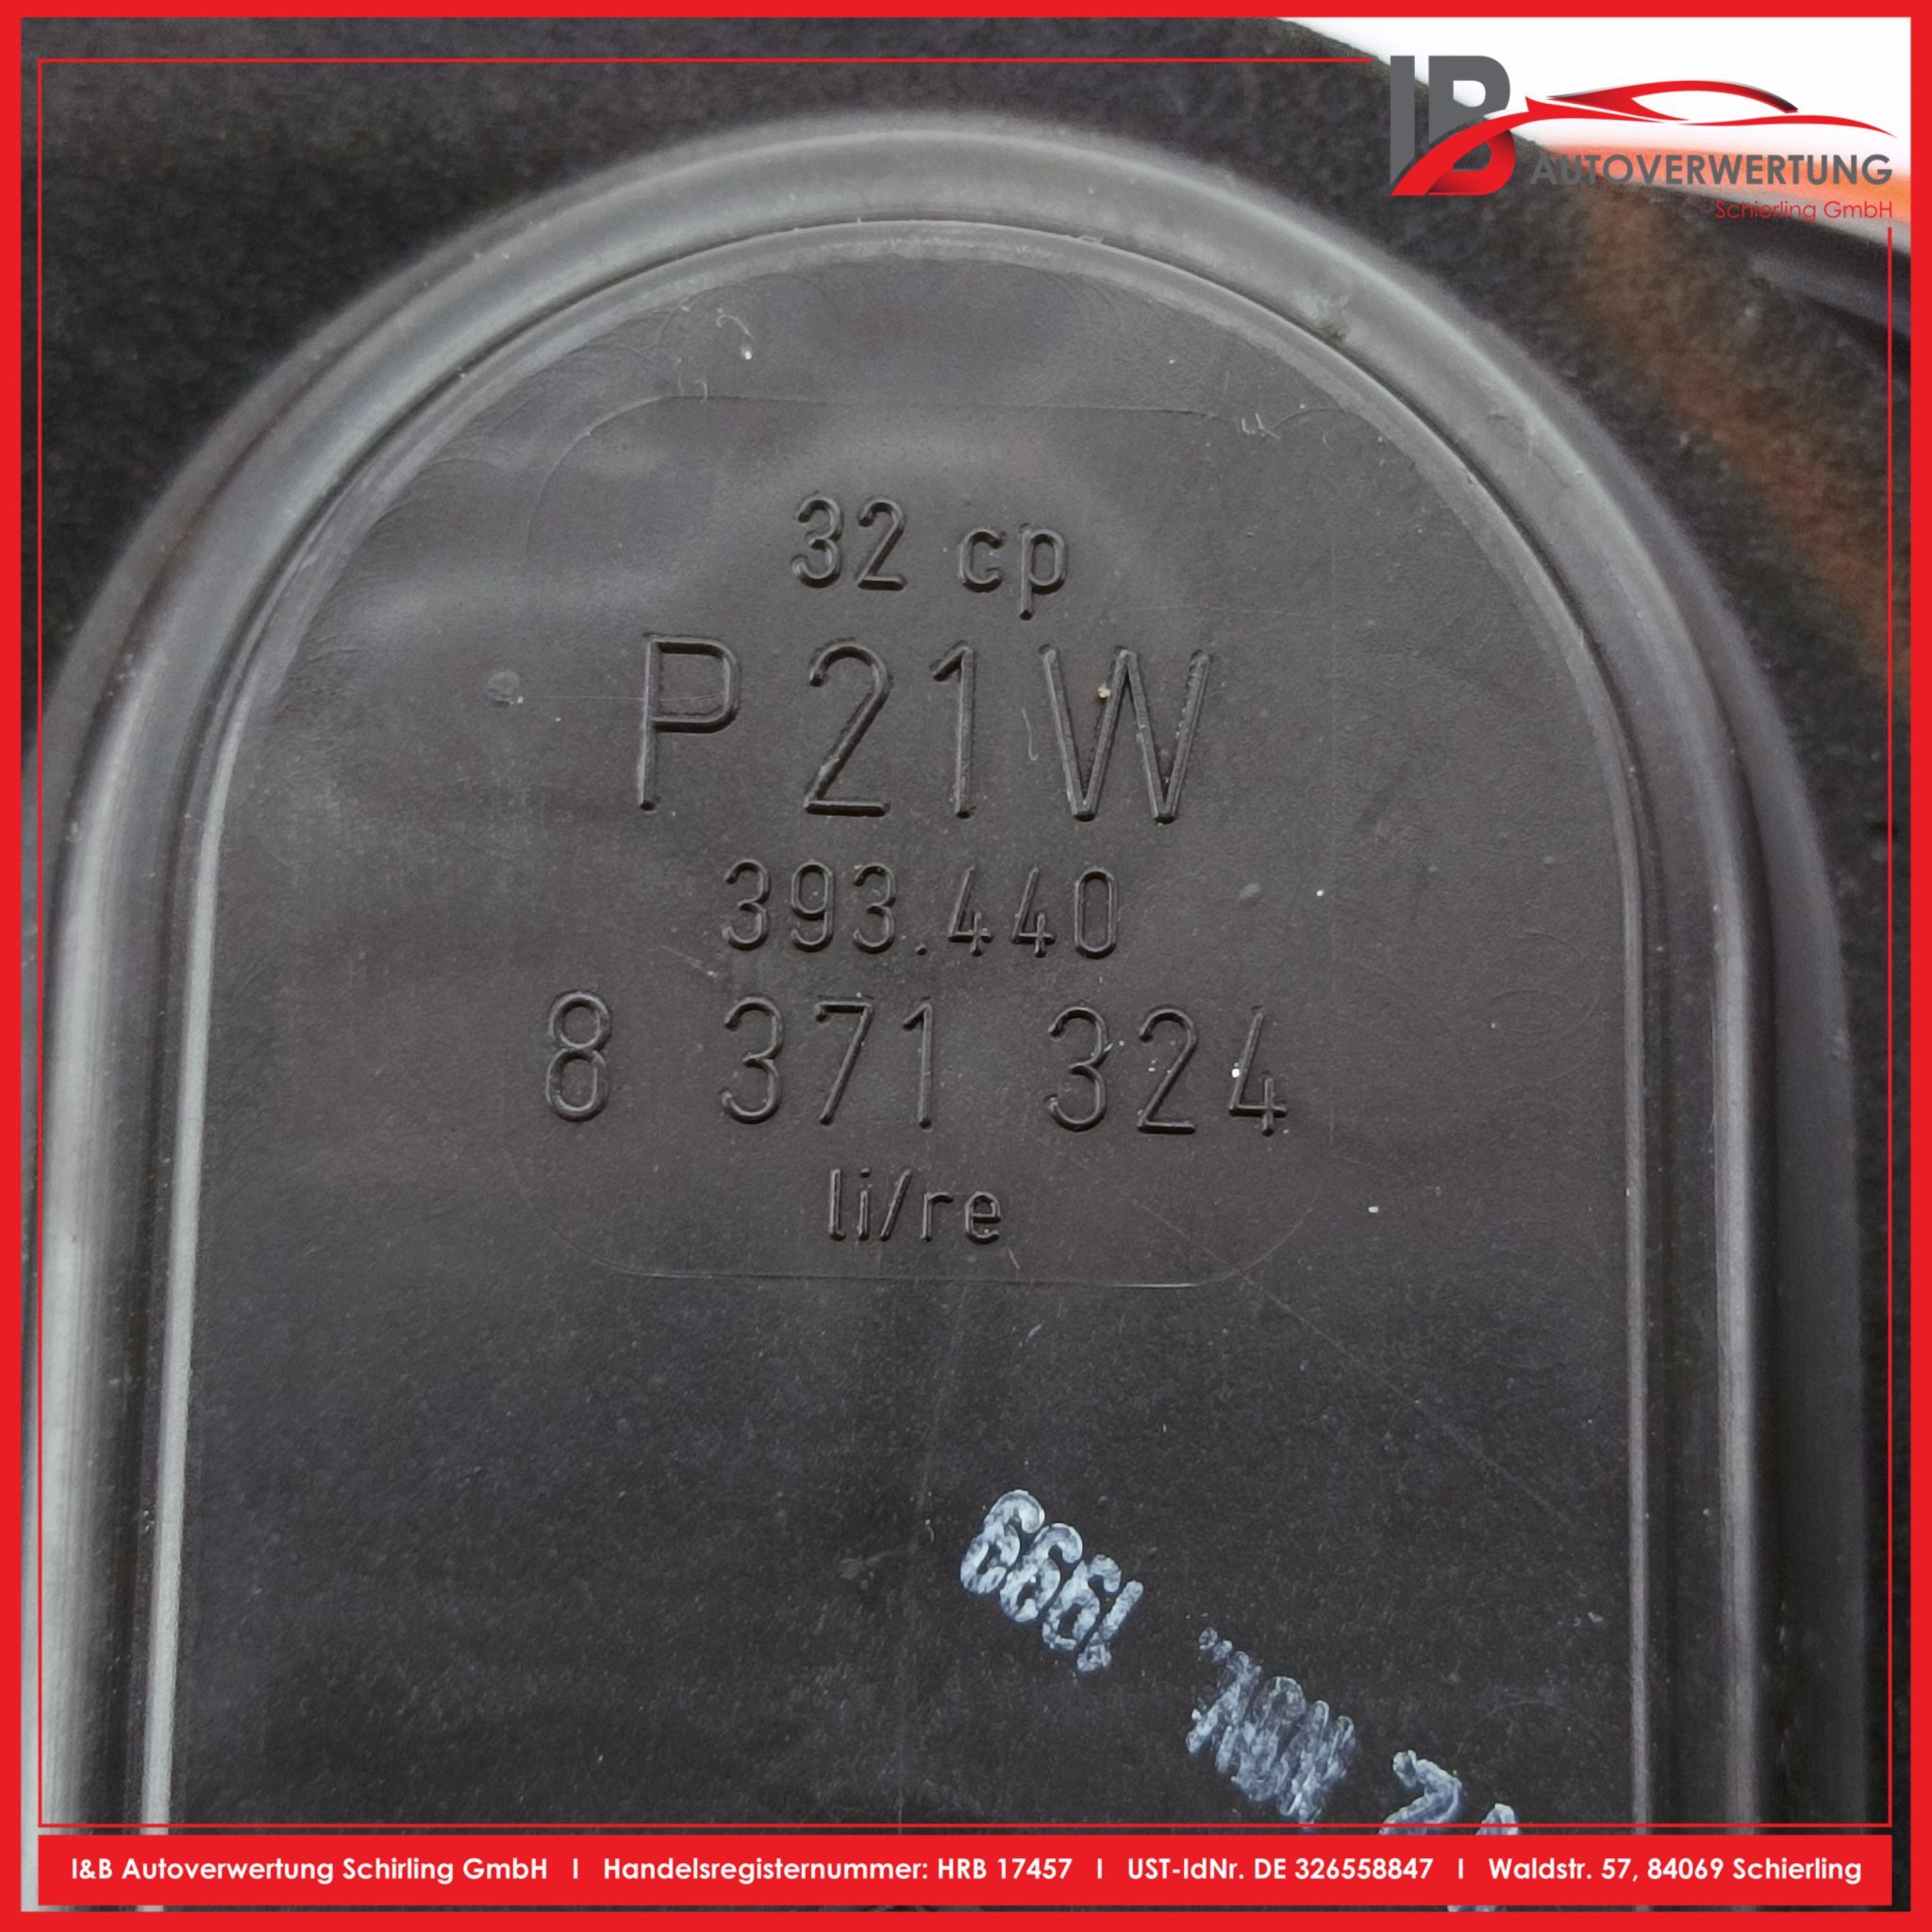 IB
AUTOVERWERTUNG
Schierling GmbH
32 cp
P 21 W
393.440
8 371 324
li/re
1999
I&B Autoverwertung Schirling GmbH I Handelsregisternummer: HRB 17457 I UST-IdNr. DE 326558847 I Waldstr. 57, 84069 Schierling